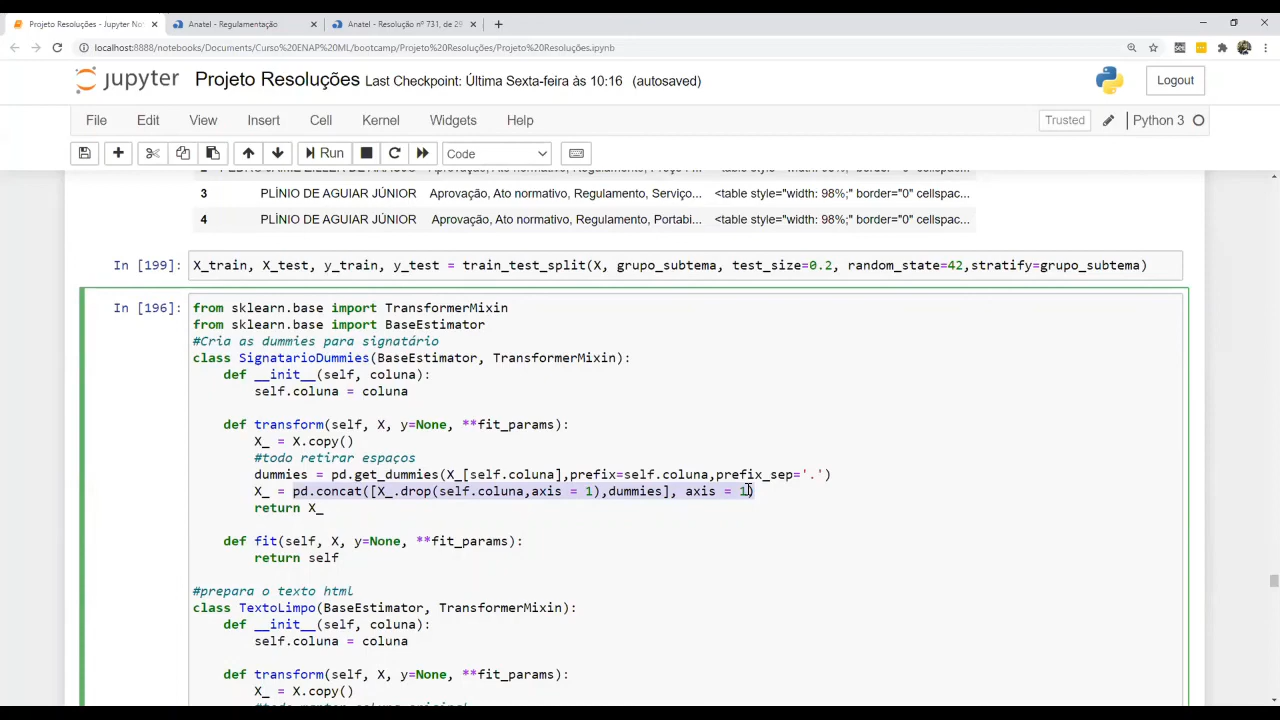 Projeto Resoluções - Jupyter Not
Anatel - Regulamentação
Anatel - Resolução nº 731, de 29
localhost:8888/notebooks/Documents/Curso%20ENAP%20ML/bootcamp/Projeto%20Resoluções/Projeto%20Resoluções.ipynb
jupyter Projeto Resoluções Last Checkpoint: Última Sexta-feira às 10:16 (autosaved)
Logout
File Edit View Insert Cell Kernel Widgets Help
Trusted
Python 3
Run
Code
3 PLÍNIO DE AGUIAR JÚNIOR Aprovação, Ato normativo, Regulamento, Serviço... <table style="width: 98%;" border="0" cellspac...
4 PLÍNIO DE AGUIAR JÚNIOR Aprovação, Ato normativo, Regulamento, Portabi... <table style="width: 98%;" border="0" cellspac...
In [199]: X_train, X_test, y_train, y_test = train_test_split(X, grupo_subtema, test_size=0.2, random_state=42,stratify=grupo_subtema)
In [196]: from sklearn.base import TransformerMixin
from sklearn.base import BaseEstimator
#Cria as dummies para signatário
class SignatarioDummies(BaseEstimator, TransformerMixin):
def __init__(self, coluna):
self.coluna = coluna
def transform(self, X, y=None, **fit_params):
X_ = X.copy()
#todo retirar espaços
dummies = pd.get_dummies(X_[self.coluna],prefix=self.coluna,prefix_sep='.')
X_ = pd.concat([X_.drop(self.coluna,axis = 1),dummies], axis = 1)
return X_
def fit(self, X, y=None, **fit_params):
return self
#prepara o texto html
class TextoLimpo(BaseEstimator, TransformerMixin):
def __init__(self, coluna):
self.coluna = coluna
def transform(self, X, y=None, **fit_params):
X_ = X.copy()